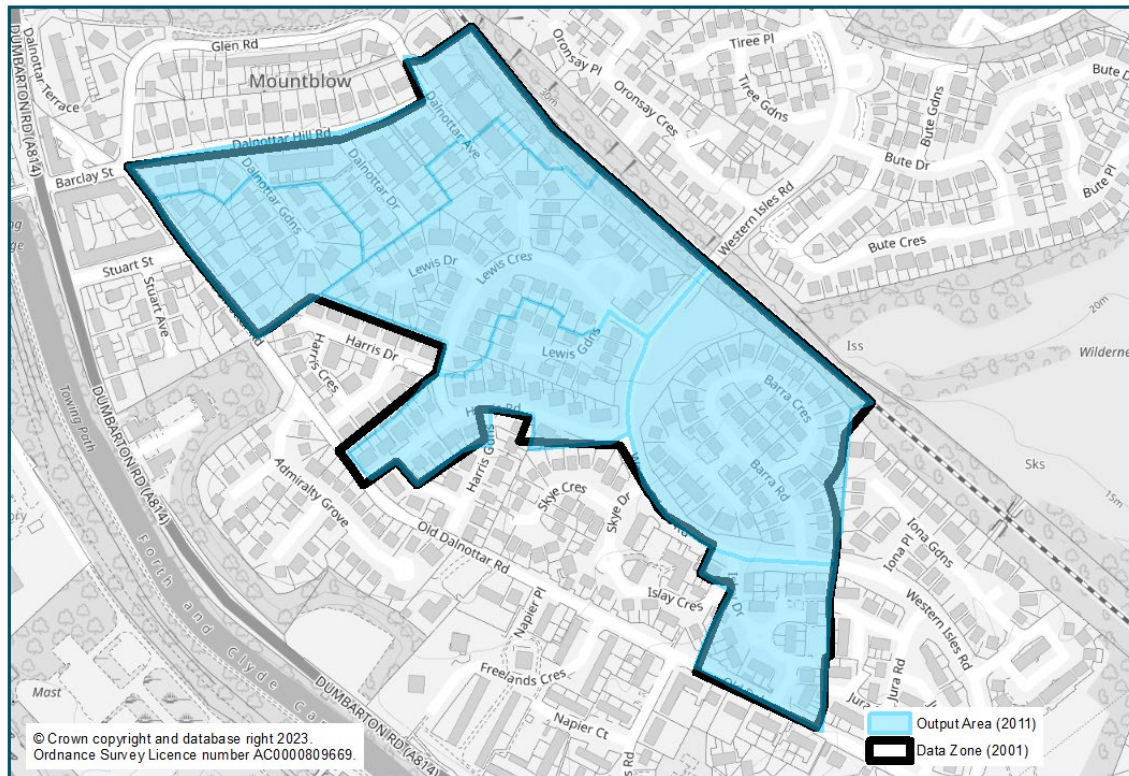 Glen Rd
Mountblow
Dalnottar Terrace
DUMBARTON RD (A814)
Barclay St
Dalnottar Hill Rd
Dalnottar Ave
Dalnottar Dr
Dalnottar Gdns
Oronsay Pl
Oronsay Cres
30m
Tiree Pl
Tiree Gdns
Bute Gdns
Bute Dr
Bute Pl
Bute Cres
Western Isles Rd
Stuart St
Stuart Ave
Lewis Dr
Lewis Cres
Lewis Gdns
Harris Dr
Harris Cres
Harris Gdns
Iss
20m
Barra Cres
Barra Rd
Sks
15m
Towing Path
DUMBARTON RD (A814)
Admiralty Grove
Skye Cres
Skye Dr
Old Dalnottar Rd
Islay Cres
Iona Pl
Iona Gdns
Western Isles Rd
Forth and Clyde
Napier Pl
Freelands Cres
Napier Ct
DUMBARTON RD (A814)
Jura Rd
Mast
Output Area (2011)
Data Zone (2001)
© Crown copyright and database right 2023.
Ordnance Survey Licence number AC0000809669.